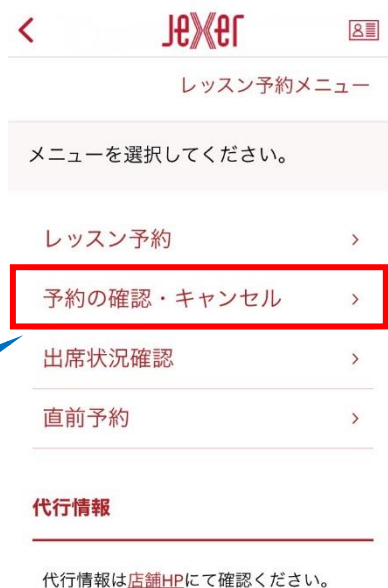 Jexer
レッスン予約メニュー
メニューを選択してください。
レッスン予約
予約の確認・キャンセル
出席状況確認
直前予約
代行情報
代行情報は店舗HPにて確認ください。